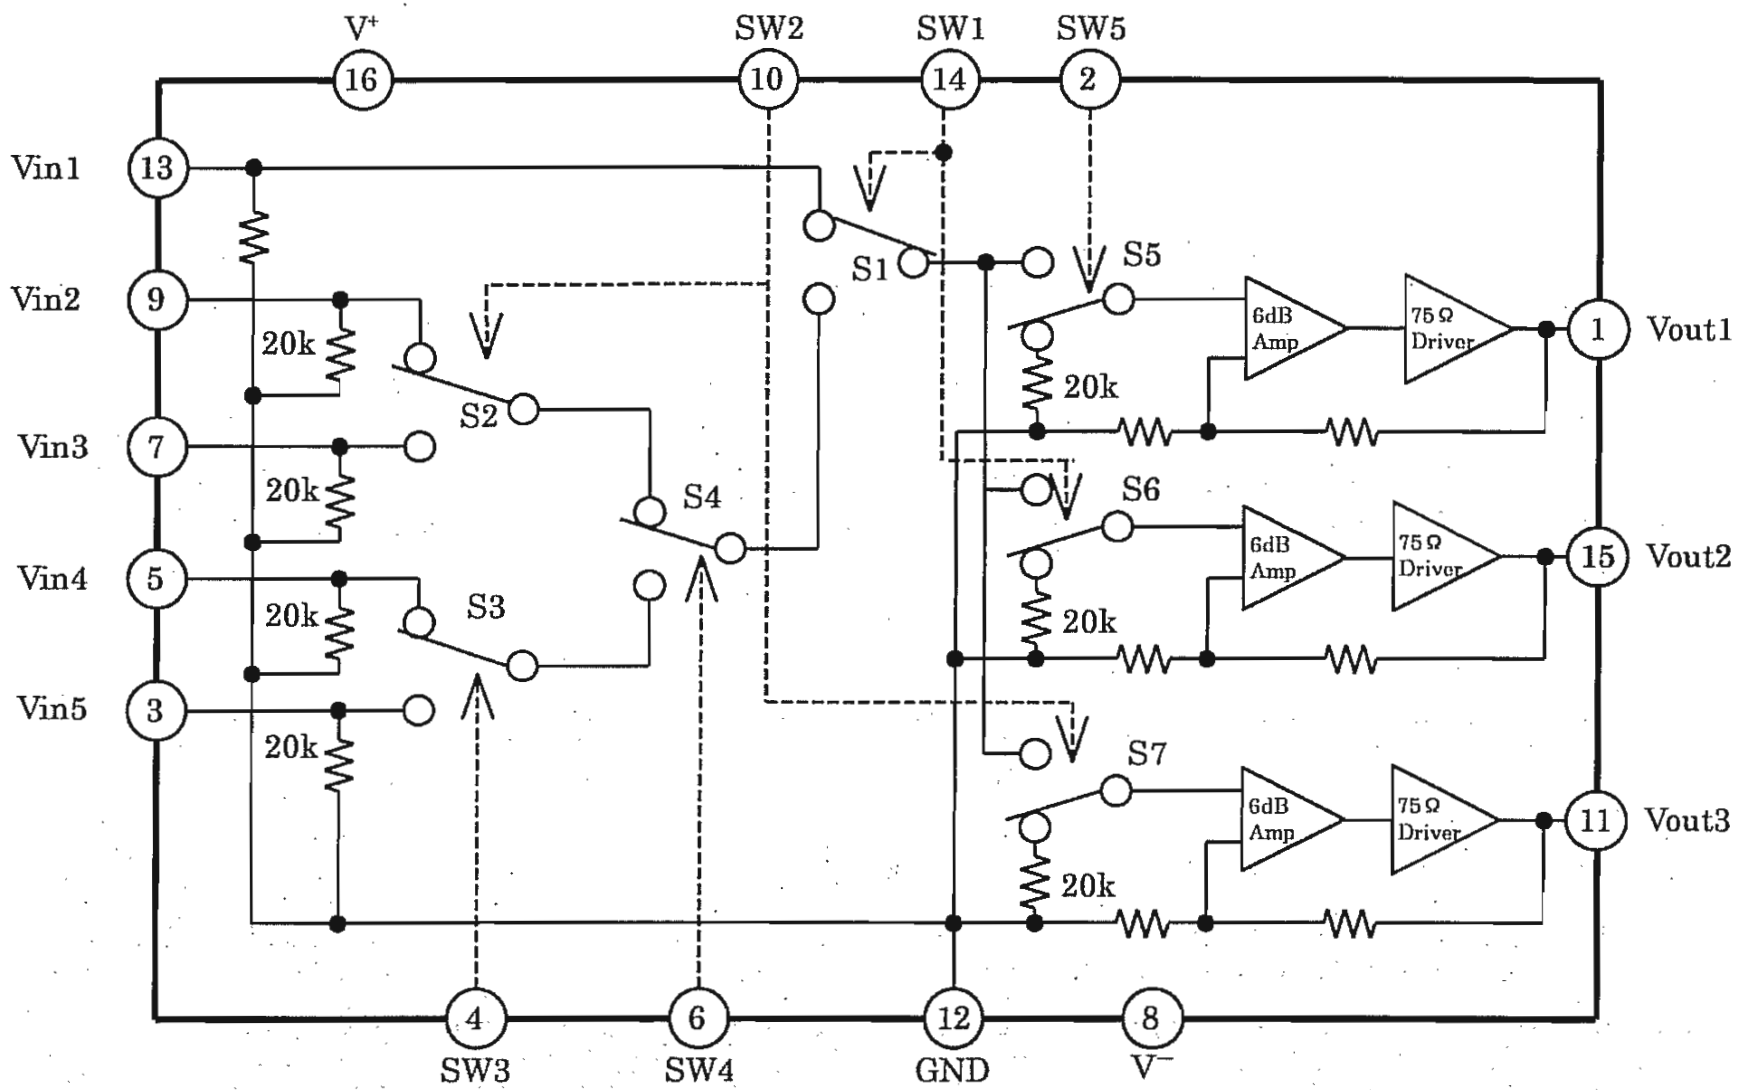 V+ SW2 SW1 SW5
16 10 14 2
Vin1 13
S1 S5
Vin2 9
6dB Amp 75Ω Driver 1 Vout1
20k
20k
S2
Vin3 7
20k
S4 S6
6dB Amp 75Ω Driver 15 Vout2
Vin4 5
S3
20k
20k
Vin5 3
20k
S7
6dB Amp 75Ω Driver 11 Vout3
20k
4 6 12 8
SW3 SW4 GND V−